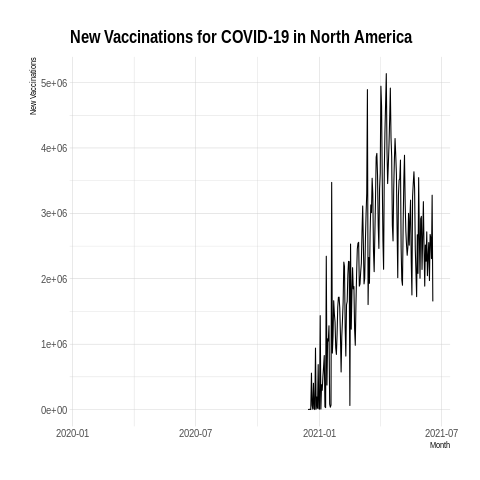 New Vaccinations for COVID-19 in North America
New Vaccinations
5e+06
4e+06
3e+06
2e+06
1e+06
0e+00
2020-01
2020-07
2021-01
2021-07
Month